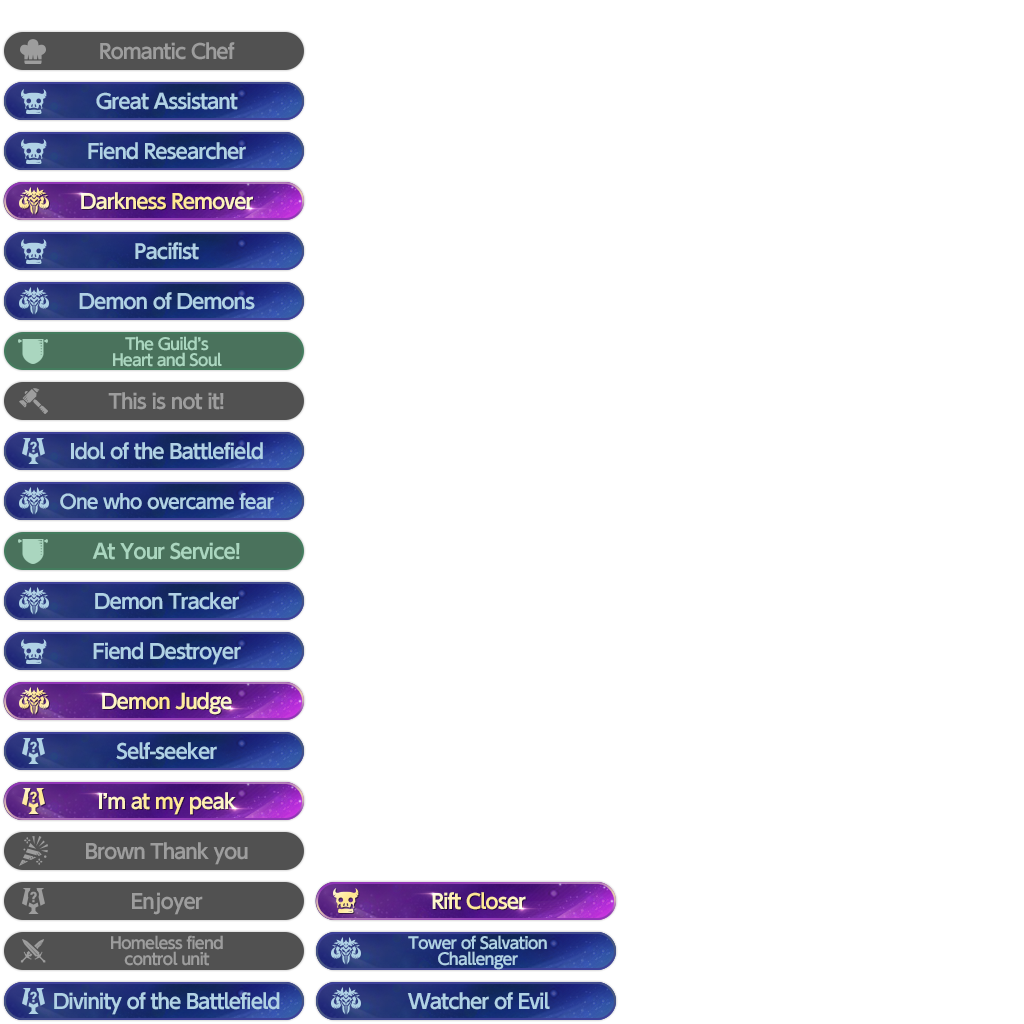 Romantic Chef
Great Assistant
Fiend Researcher
Darkness Remover
Pacifist
Demon of Demons
The Guild's
Heart and Soul
This is not it!
Idol of the Battlefield
One who overcame fear
At Your Service!
Demon Tracker
Fiend Destroyer
Demon Judge
Self-seeker
I'm at my peak
Brown Thank you
Enjoyer
Rift Closer
Homeless fiend
control unit
Tower of Salvation
Challenger
Divinity of the Battlefield
Watcher of Evil